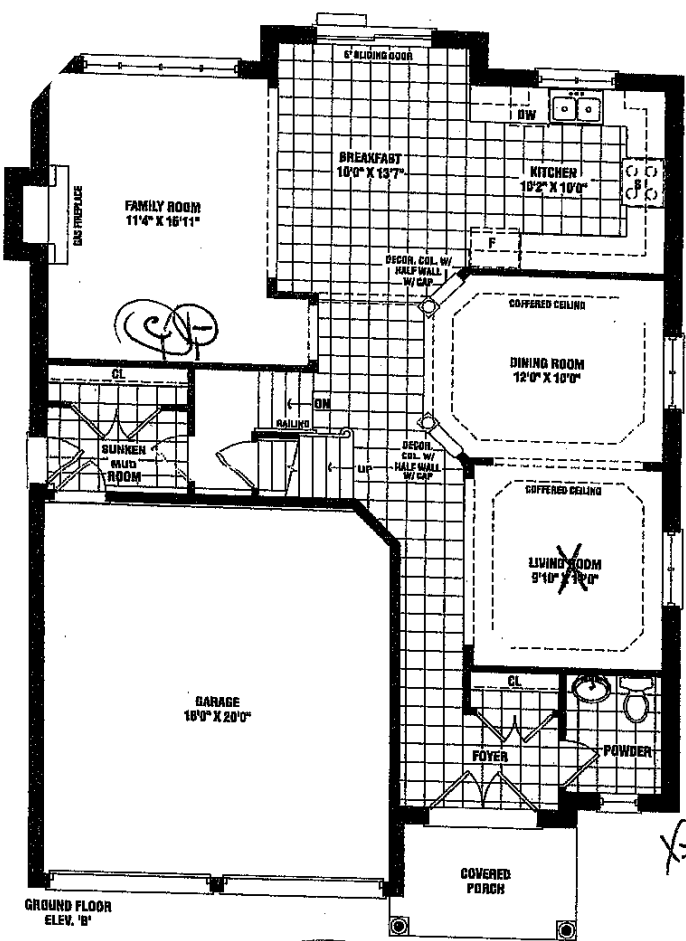 6' SLIDING DOOR
DW
BREAKFAST
10'0" X 13'7"
KITCHEN
10'2" X 10'0"
S
FAMILY ROOM
11'4" X 16'11"
GAS FIREPLACE
F
DECOR. COL. W/
HALF WALL
W/ CAP
COFFERED CEILING
DINING ROOM
12'0" X 10'0"
CL
DN
RAILING
UP
SUNKEN
MUD
ROOM
DECOR.
COL. W/
HALF WALL
W/ CAP
COFFERED CEILING
LIVING ROOM
9'10" X
GARAGE
18'0" X 20'0"
CL
FOYER
POWDER
COVERED
PORCH
GROUND FLOOR
ELEV. 'B'